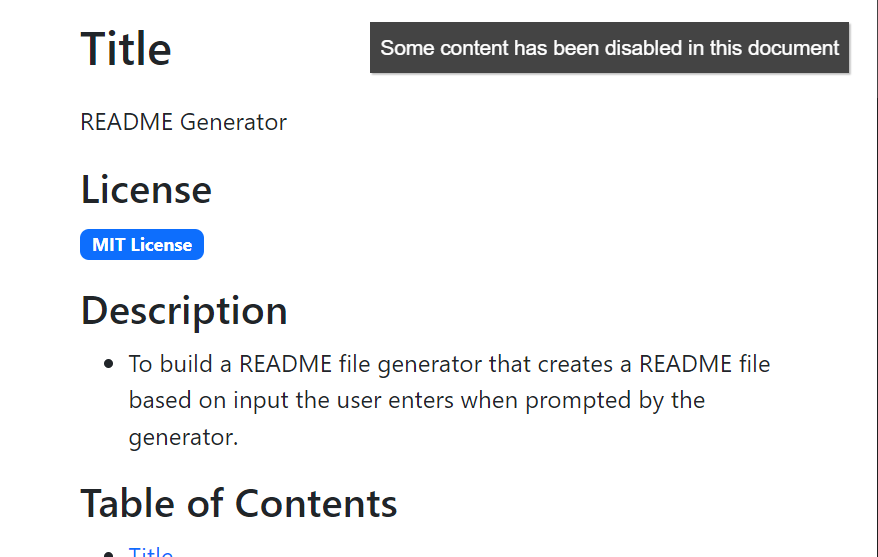 Title
Some content has been disabled in this document
README Generator
License
MIT License
Description
To build a README file generator that creates a README file
based on input the user enters when prompted by the
generator.
Table of Contents
Title